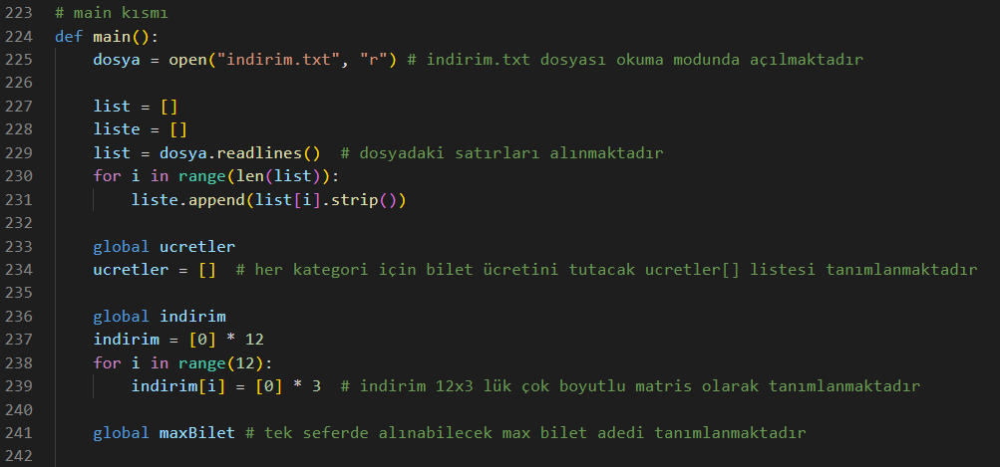 223 # main kısmı
224 def main():
225     dosya = open("indirim.txt", "r") # indirim.txt dosyası okuma modunda açılmaktadır
226
227     list = []
228     liste = []
229     list = dosya.readlines()  # dosyadaki satırları alınmaktadır
230     for i in range(len(list)):
231         liste.append(list[i].strip())
232
233     global ucretler
234     ucretler = []  # her kategori için bilet ücretini tutacak ucretler[] listesi tanımlanmaktadır
235
236     global indirim
237     indirim = [0] * 12
238     for i in range(12):
239         indirim[i] = [0] * 3  # indirim 12x3 lük çok boyutlu matris olarak tanımlanmaktadır
240
241     global maxBilet # tek seferde alınabilecek max bilet adedi tanımlanmaktadır
242